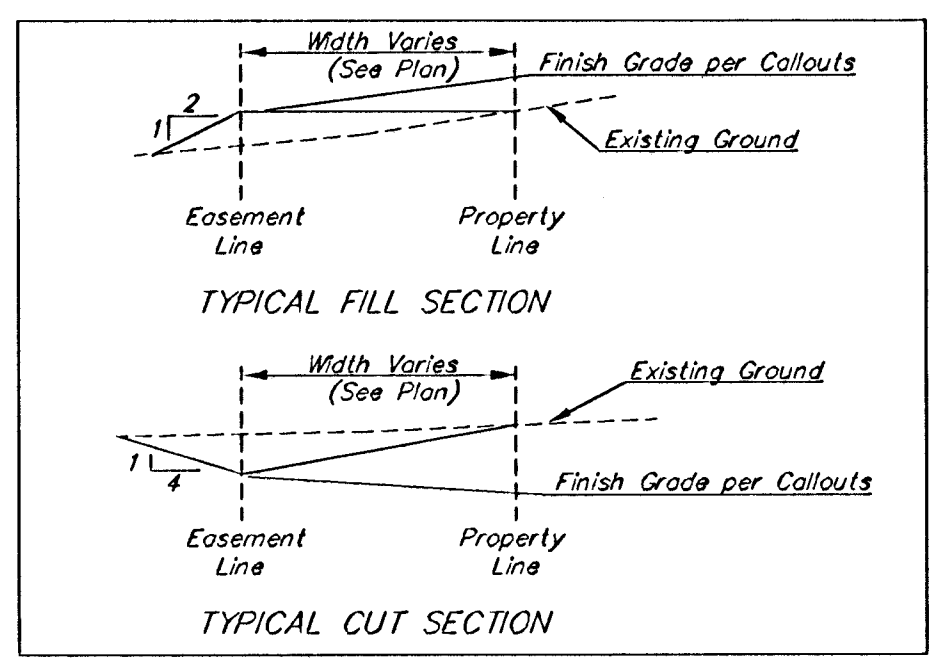 Width Varies
(See Plan)
Finish Grade per Callouts
2
1
Existing Ground
Easement
Line
Property
Line
TYPICAL FILL SECTION
Width Varies
(See Plan)
Existing Ground
1
4
Finish Grade per Callouts
Easement
Line
Property
Line
TYPICAL CUT SECTION